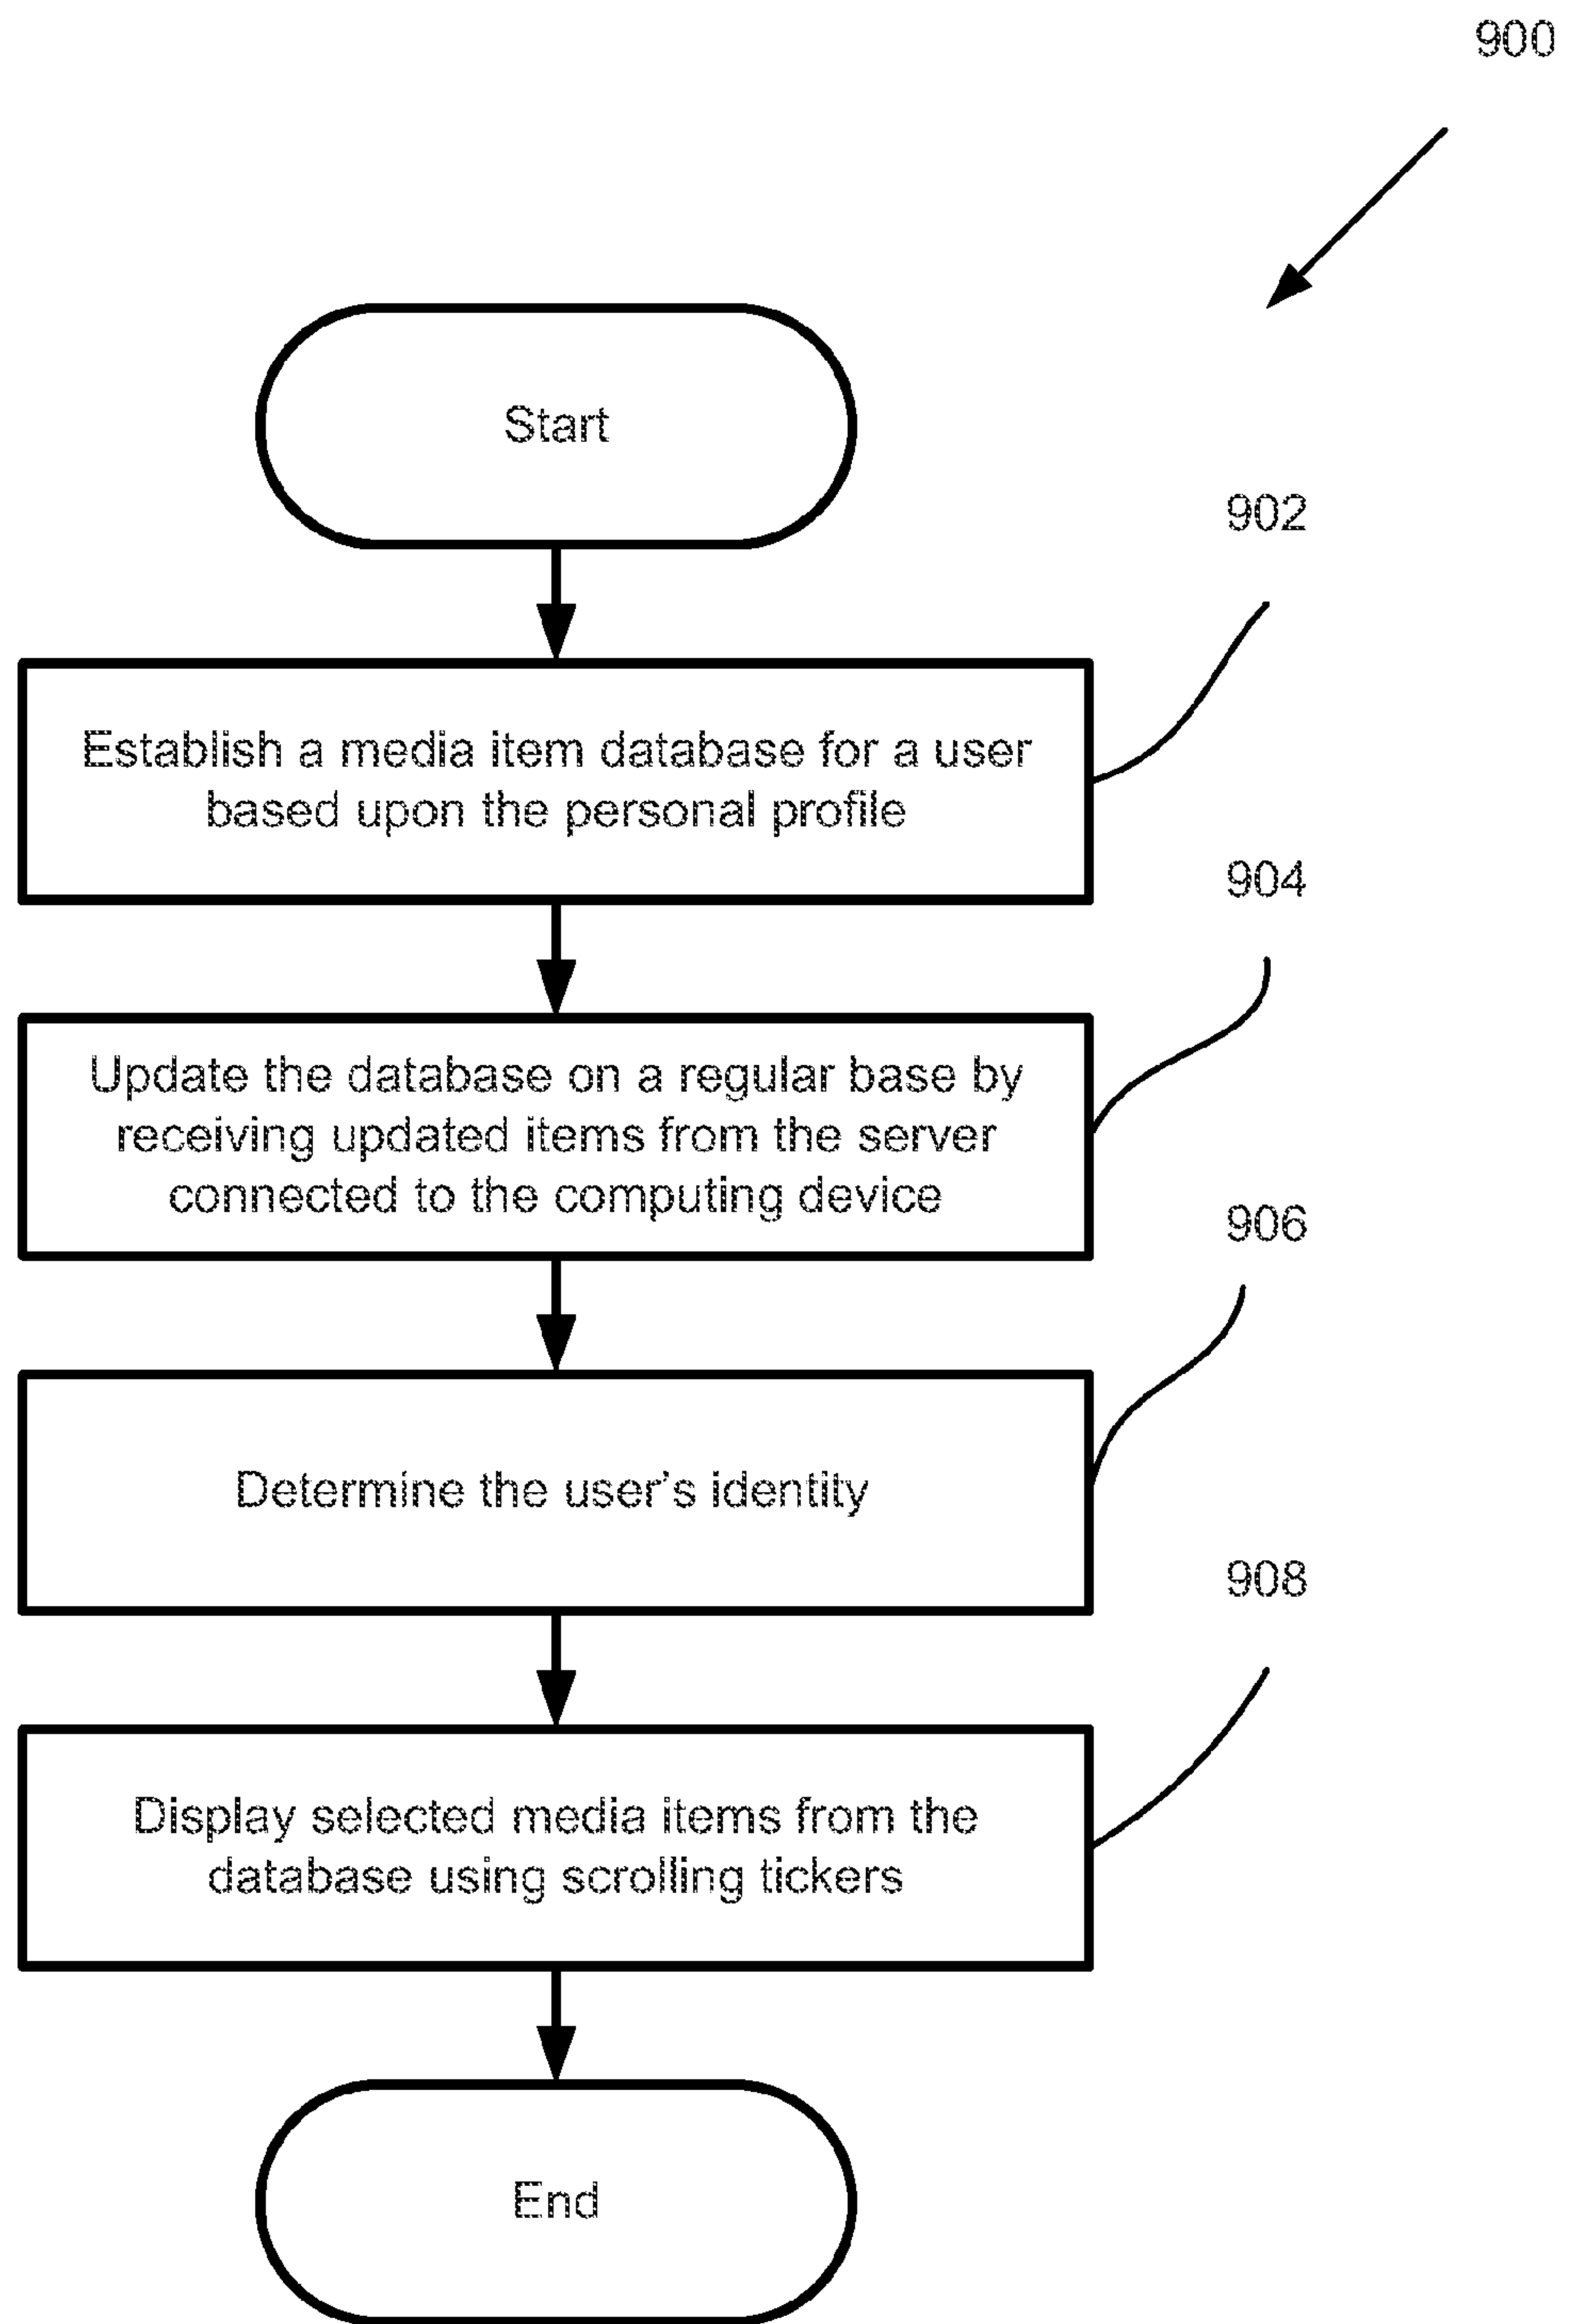 900
Start
902
Establish a media item database for a user
based upon the personal profile
904
Update the database on a regular base by
receiving updated items from the server
connected to the computing device
906
Determine the user's identity
908
Display selected media items from the
database using scrolling tickers
End